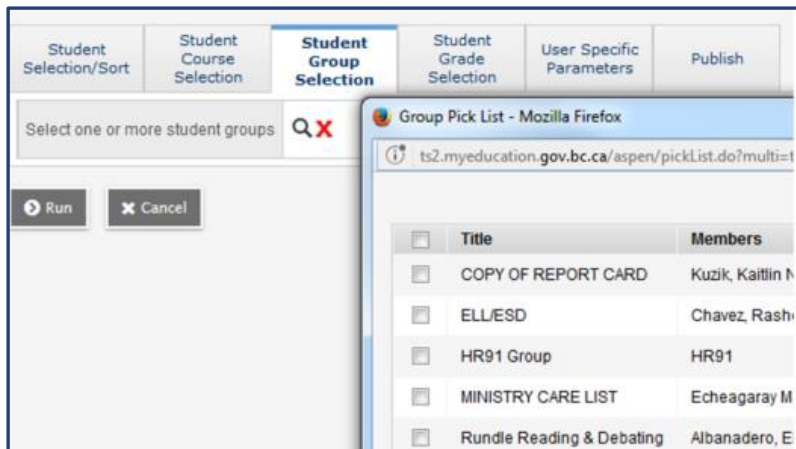 Student Selection/Sort
Student Course Selection
Student Group Selection
Student Grade Selection
User Specific Parameters
Publish
Select one or more student groups
Run
Cancel
Group Pick List - Mozilla Firefox
ts2.myeducation.gov.bc.ca/aspen/pickList.do?multi=t
Title Members
COPY OF REPORT CARD Kuzik, Kaitlin N
ELL/ESD Chavez, Rash
HR91 Group HR91
MINISTRY CARE LIST Echeagaray M
Rundle Reading & Debating Albanadero, E